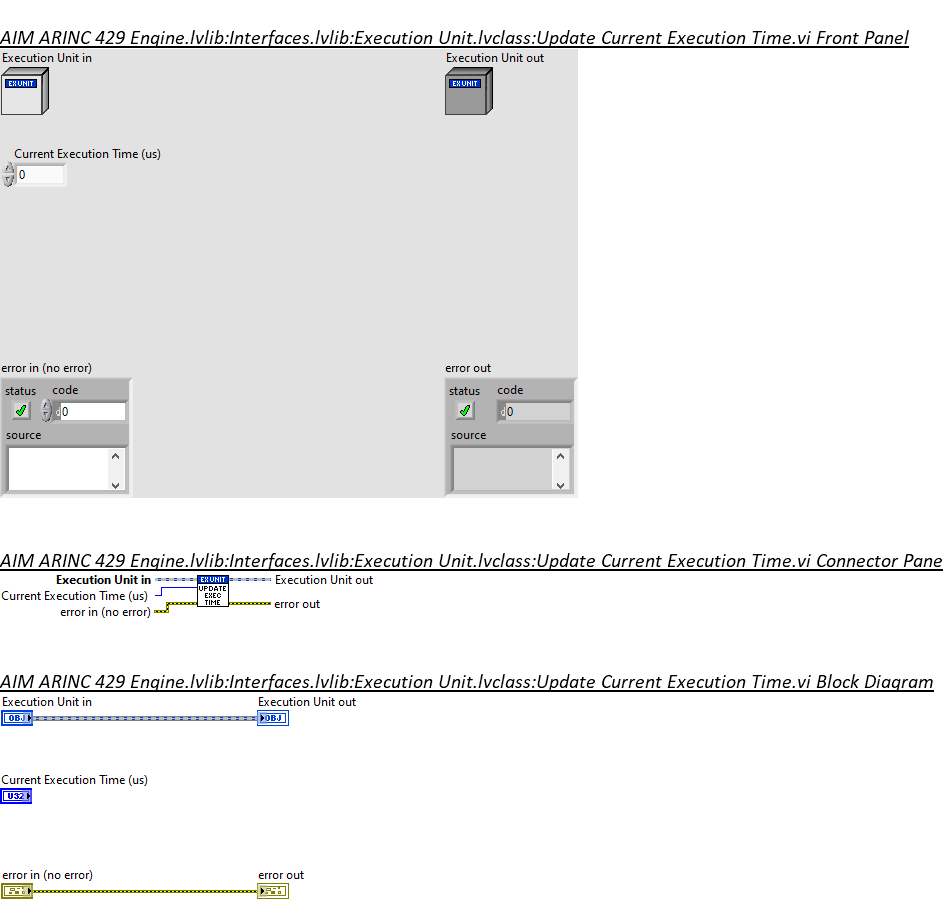 AIM ARINC 429 Engine.lvlib:Interfaces.lvlib:Execution Unit.lvclass:Update Current Execution Time.vi Front Panel
Execution Unit in
Execution Unit out
EX UNIT
EX UNIT
Current Execution Time (us)
0
error in (no error)
error out
status code
status code
d 0
d 0
source
source
AIM ARINC 429 Engine.lvlib:Interfaces.lvlib:Execution Unit.lvclass:Update Current Execution Time.vi Connector Pane
Execution Unit in
EX UNIT
Execution Unit out
Current Execution Time (us)
UPDATE
EXEC
TIME
error in (no error)
error out
AIM ARINC 429 Engine.lvlib:Interfaces.lvlib:Execution Unit.lvclass:Update Current Execution Time.vi Block Diagram
Execution Unit in
Execution Unit out
OBJ
OBJ
Current Execution Time (us)
U32
error in (no error)
error out